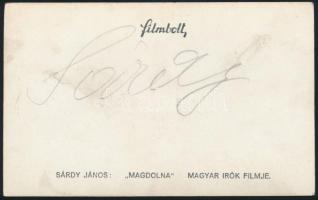 filmbolt
Sárdy
SÁRDY JÁNOS: „MAGDOLNA" MAGYAR IRÓK FILMJE.